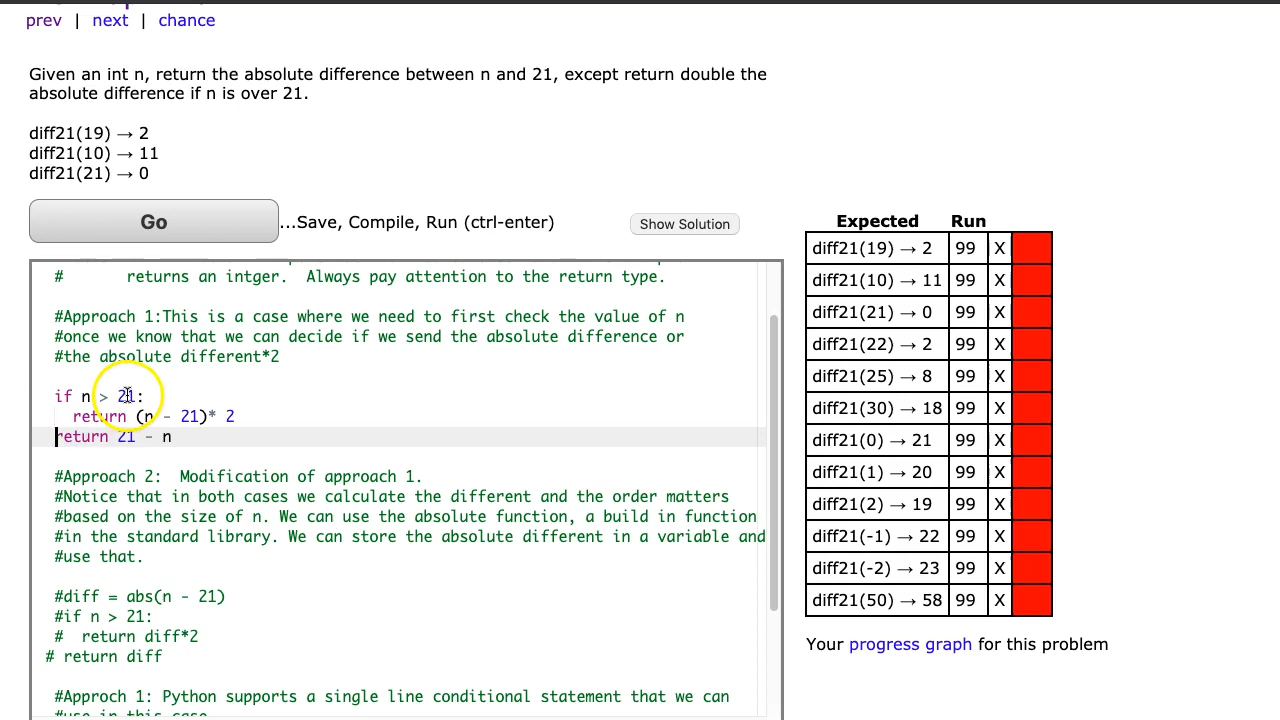 prev | next | chance
Given an int n, return the absolute difference between n and 21, except return double the
absolute difference if n is over 21.
diff21(19) → 2
diff21(10) → 11
diff21(21) → 0
Go ...Save, Compile, Run (ctrl-enter) Show Solution
# returns an intger. Always pay attention to the return type.
#Approach 1:This is a case where we need to first check the value of n
#once we know that we can decide if we send the absolute difference or
#the absolute different*2
if n > 21:
return (n - 21)* 2
return 21 - n
#Approach 2: Modification of approach 1.
#Notice that in both cases we calculate the different and the order matters
#based on the size of n. We can use the absolute function, a build in function
#in the standard library. We can store the absolute different in a variable and
#use that.
#diff = abs(n - 21)
#if n > 21:
# return diff*2
# return diff
#Approch 1: Python supports a single line conditional statement that we can
#use in this case
Expected Run
diff21(19) → 2 99 X
diff21(10) → 11 99 X
diff21(21) → 0 99 X
diff21(22) → 2 99 X
diff21(25) → 8 99 X
diff21(30) → 18 99 X
diff21(0) → 21 99 X
diff21(1) → 20 99 X
diff21(2) → 19 99 X
diff21(-1) → 22 99 X
diff21(-2) → 23 99 X
diff21(50) → 58 99 X
Your progress graph for this problem